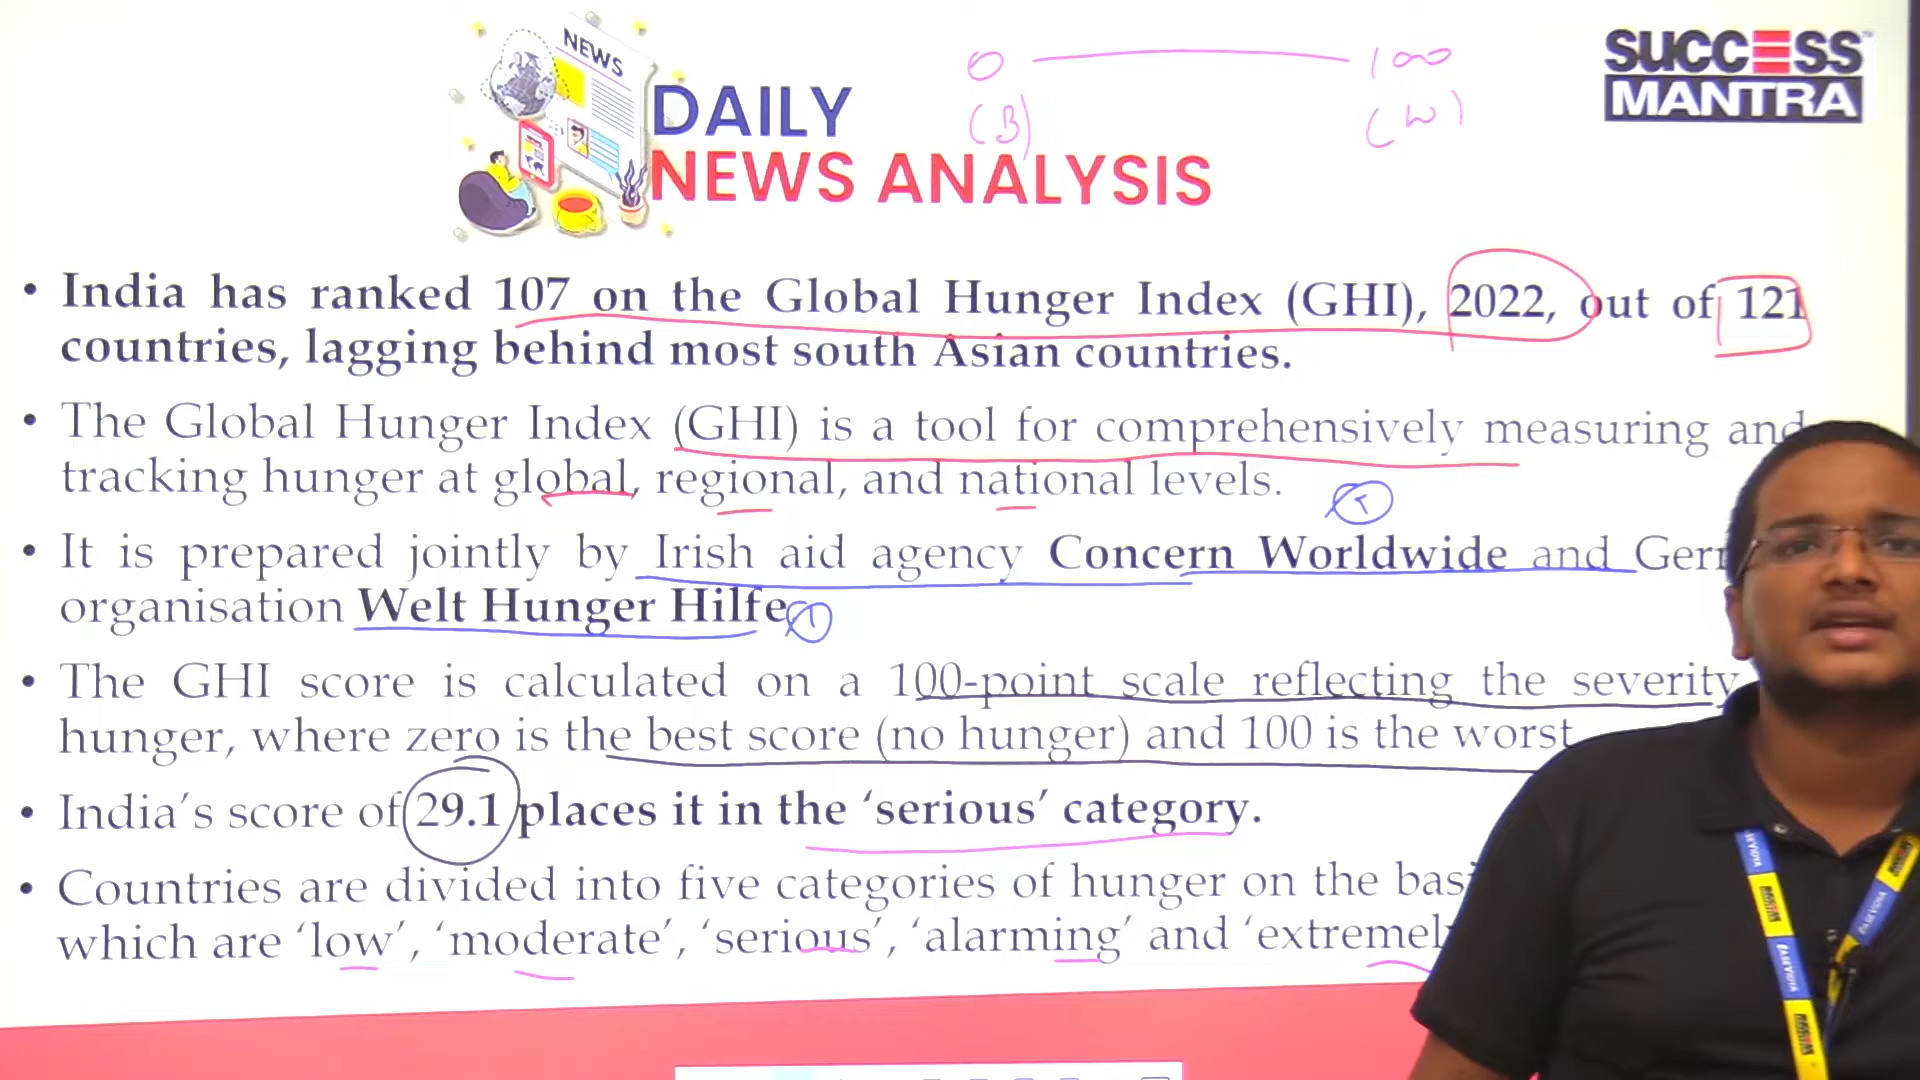 NEWS
0 100
(B) (W)
SUCCESS
MANTRA
DAILY
NEWS ANALYSIS
• India has ranked 107 on the Global Hunger Index (GHI), 2022, out of 121
countries, lagging behind most south Asian countries.
• The Global Hunger Index (GHI) is a tool for comprehensively measuring and
tracking hunger at global, regional, and national levels.
• It is prepared jointly by Irish aid agency Concern Worldwide and
organisation Welt Hunger Hilfe
• The GHI score is calculated on a 100-point scale reflecting the severity
hunger, where zero is the best score (no hunger) and 100 is the worst
• India's score of 29.1 places it in the 'serious' category.
• Countries are divided into five categories of hunger on the
which are 'low', 'moderate', 'serious', 'alarming' and